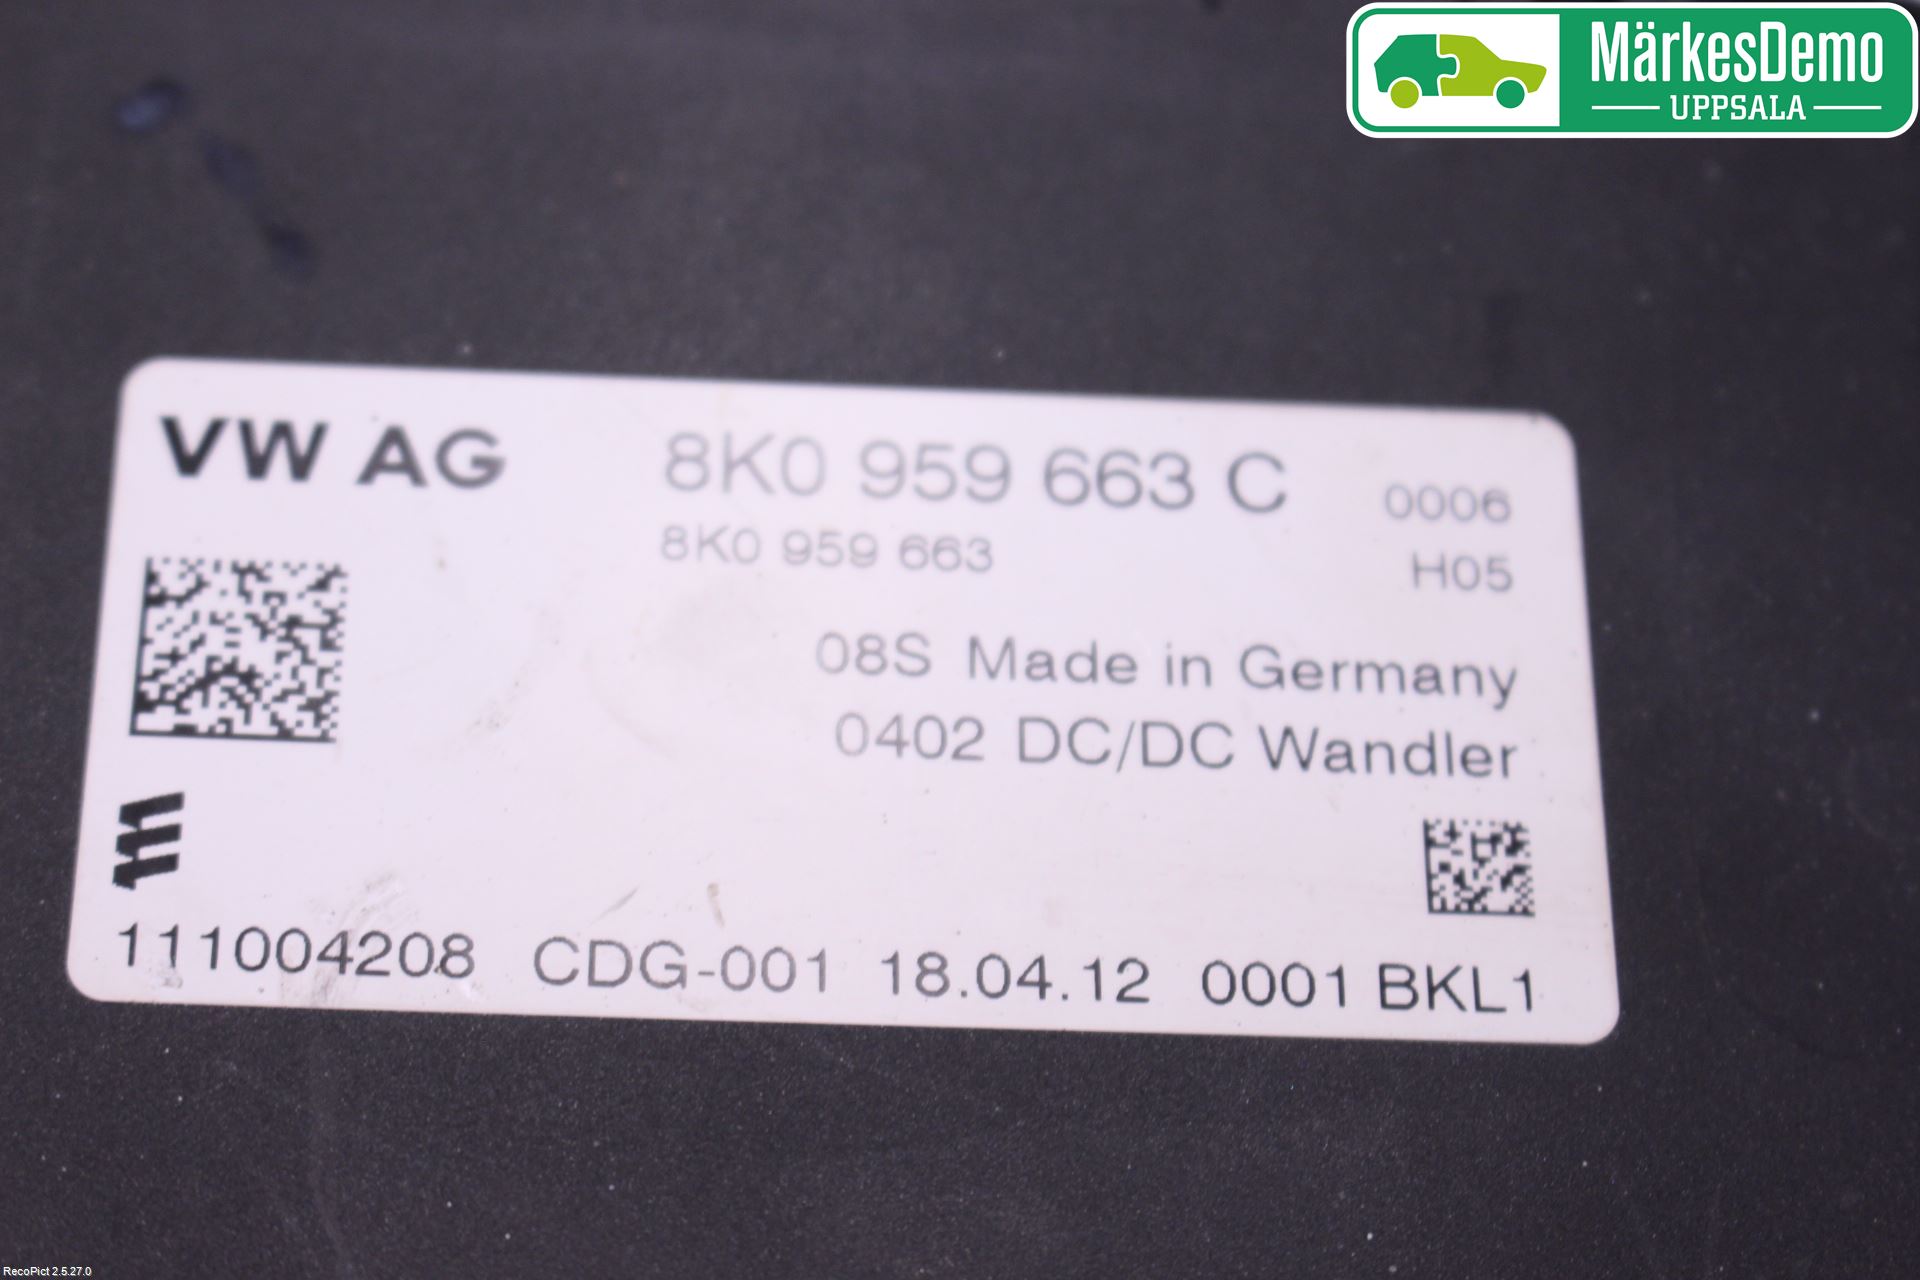 MärkesDemo
UPPSALA
VW AG 8K0 959 663 C 0006
8K0 959 663 H05
08S Made in Germany
0402 DC/DC Wandler
111004208 CDG-001 18.04.12 0001 BKL1
RecoPict 2.5.27.0